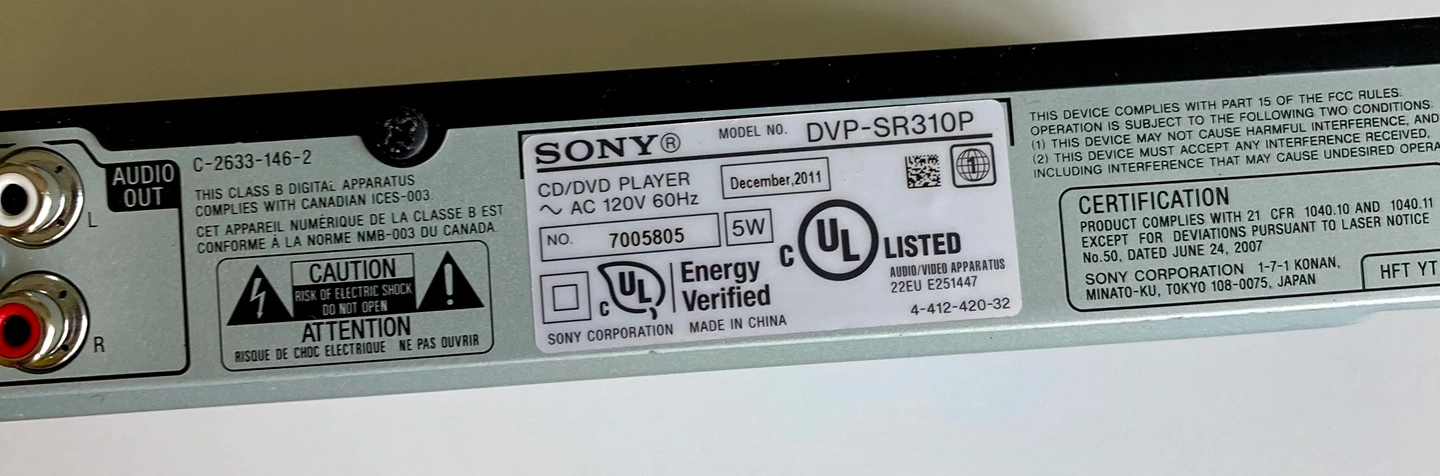 AUDIO
OUT
L
R
C-2633-146-2
THIS CLASS B DIGITAL APPARATUS
COMPLIES WITH CANADIAN ICES-003.
CET APPAREIL NUMÉRIQUE DE LA CLASSE B EST
CONFORME À LA NORME NMB-003 DU CANADA.
CAUTION
RISK OF ELECTRIC SHOCK
DO NOT OPEN
ATTENTION
RISQUE DE CHOC ELECTRIQUE NE PAS OUVRIR
SONY® MODEL NO. DVP-SR310P
CD/DVD PLAYER
December,2011
~ AC 120V 60Hz
NO. 7005805
5W
1
C UL US Energy
Verified
C UL LISTED
AUDIO/VIDEO APPARATUS
22EU E251447
4-412-420-32
SONY CORPORATION MADE IN CHINA
THIS DEVICE COMPLIES WITH PART 15 OF THE FCC RULES.
OPERATION IS SUBJECT TO THE FOLLOWING TWO CONDITIONS:
(1) THIS DEVICE MAY NOT CAUSE HARMFUL INTERFERENCE, AND
(2) THIS DEVICE MUST ACCEPT ANY INTERFERENCE RECEIVED,
INCLUDING INTERFERENCE THAT MAY CAUSE UNDESIRED OPERA
CERTIFICATION
PRODUCT COMPLIES WITH 21 CFR 1040.10 AND 1040.11
EXCEPT FOR DEVIATIONS PURSUANT TO LASER NOTICE
No.50, DATED JUNE 24, 2007
SONY CORPORATION 1-7-1 KONAN,
MINATO-KU, TOKYO 108-0075, JAPAN
HFT YT